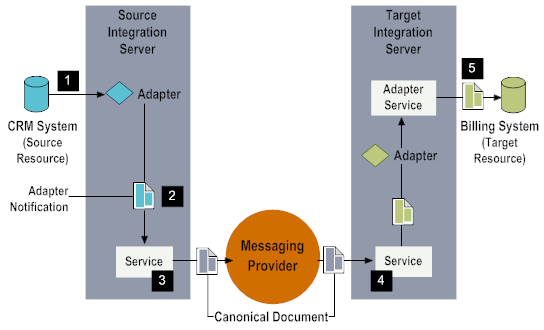 Source
Integration
Server
Target
Integration
Server
1
5
Adapter
Adapter
Service
CRM System
(Source
Resource)
Billing System
(Target
Resource)
Adapter
Adapter
Notification
2
Messaging
Provider
Service
Service
3
4
Canonical Document